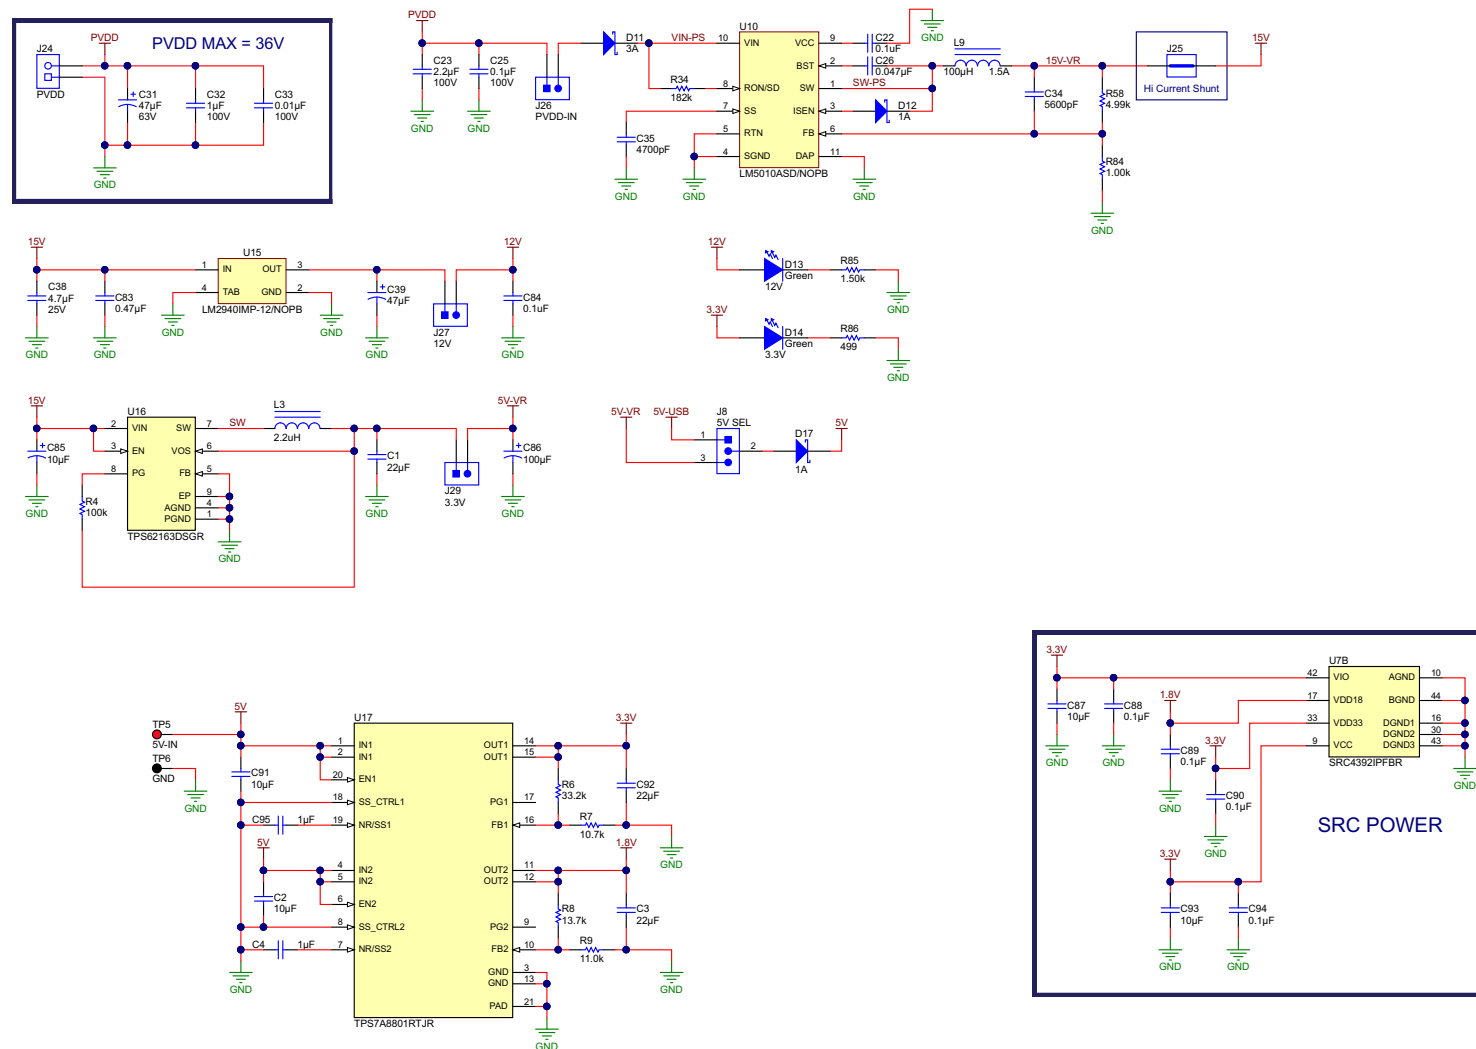 PVDD MAX = 36V
J24
PVDD
PVDD
C31
47µF
63V
C32
1µF
100V
C33
0.01µF
100V
GND
PVDD
C23
2.2µF
100V
C25
0.1µF
100V
GND
GND
J26
PVDD-IN
D11
3A
VIN-PS
R34
182k
C35
4700pF
GND
U10
10 VIN
8 RON/SD
7 SS
5 RTN
4 SGND
VCC 9
BST 2
SW 1
ISEN 3
FB 6
DAP 11
LM5010ASD/NOPB
GND
GND
GND
C22
0.1uF
C26
0.047µF
SW-PS
D12
1A
L9
100µH 1.5A
15V-VR
C34
5600pF
R58
4.99k
R84
1.00k
GND
J25
Hi Current Shunt
15V
15V
C38
4.7µF
25V
C83
0.47µF
GND
GND
GND
U15
1 IN OUT 3
4 TAB GND 2
LM2940IMP-12/NOPB
GND
C39
47µF
GND
J27
12V
12V
C84
0.1uF
GND
12V
D13
Green
12V
R85
1.50k
GND
3.3V
D14
Green
3.3V
R86
499
GND
15V
C85
10µF
GND
R4
100k
U16
2 VIN SW 7
3 EN VOS 6
8 PG FB 5
EP 9
AGND 4
PGND 1
TPS62163DSGR
GND
SW
L3
2.2uH
C1
22µF
GND
J29
3.3V
5V-VR
C86
100µF
GND
5V-VR
5V-USB
J8
5V SEL
1
2
3
D17
1A
5V
TP5
5V-IN
TP6
GND
GND
5V
C91
10µF
C95 1µF
5V
C2
10µF
C4 1µF
GND
U17
1 IN1 OUT1 14
2 IN1 OUT1 15
20 EN1
18 SS_CTRL1 PG1 17
19 NR/SS1 FB1 16
4 IN2 OUT2 11
5 IN2 OUT2 12
6 EN2
8 SS_CTRL2 PG2 9
7 NR/SS2 FB2 10
GND 3
GND 13
PAD 21
TPS7A8801RTJR
GND
3.3V
R6
33.2k
C92
22µF
R7
10.7k
GND
1.8V
R8
13.7k
C3
22µF
R9
11.0k
GND
3.3V
C87
10µF
C88
0.1µF
GND
GND
1.8V
C89
0.1µF
GND
3.3V
C90
0.1µF
GND
U7B
42 VIO AGND 10
17 VDD18 BGND 44
33 VDD33 DGND1 16
DGND2 30
9 VCC DGND3 43
SRC4392IPFBR
GND
SRC POWER
3.3V
C93
10µF
C94
0.1µF
GND
GND